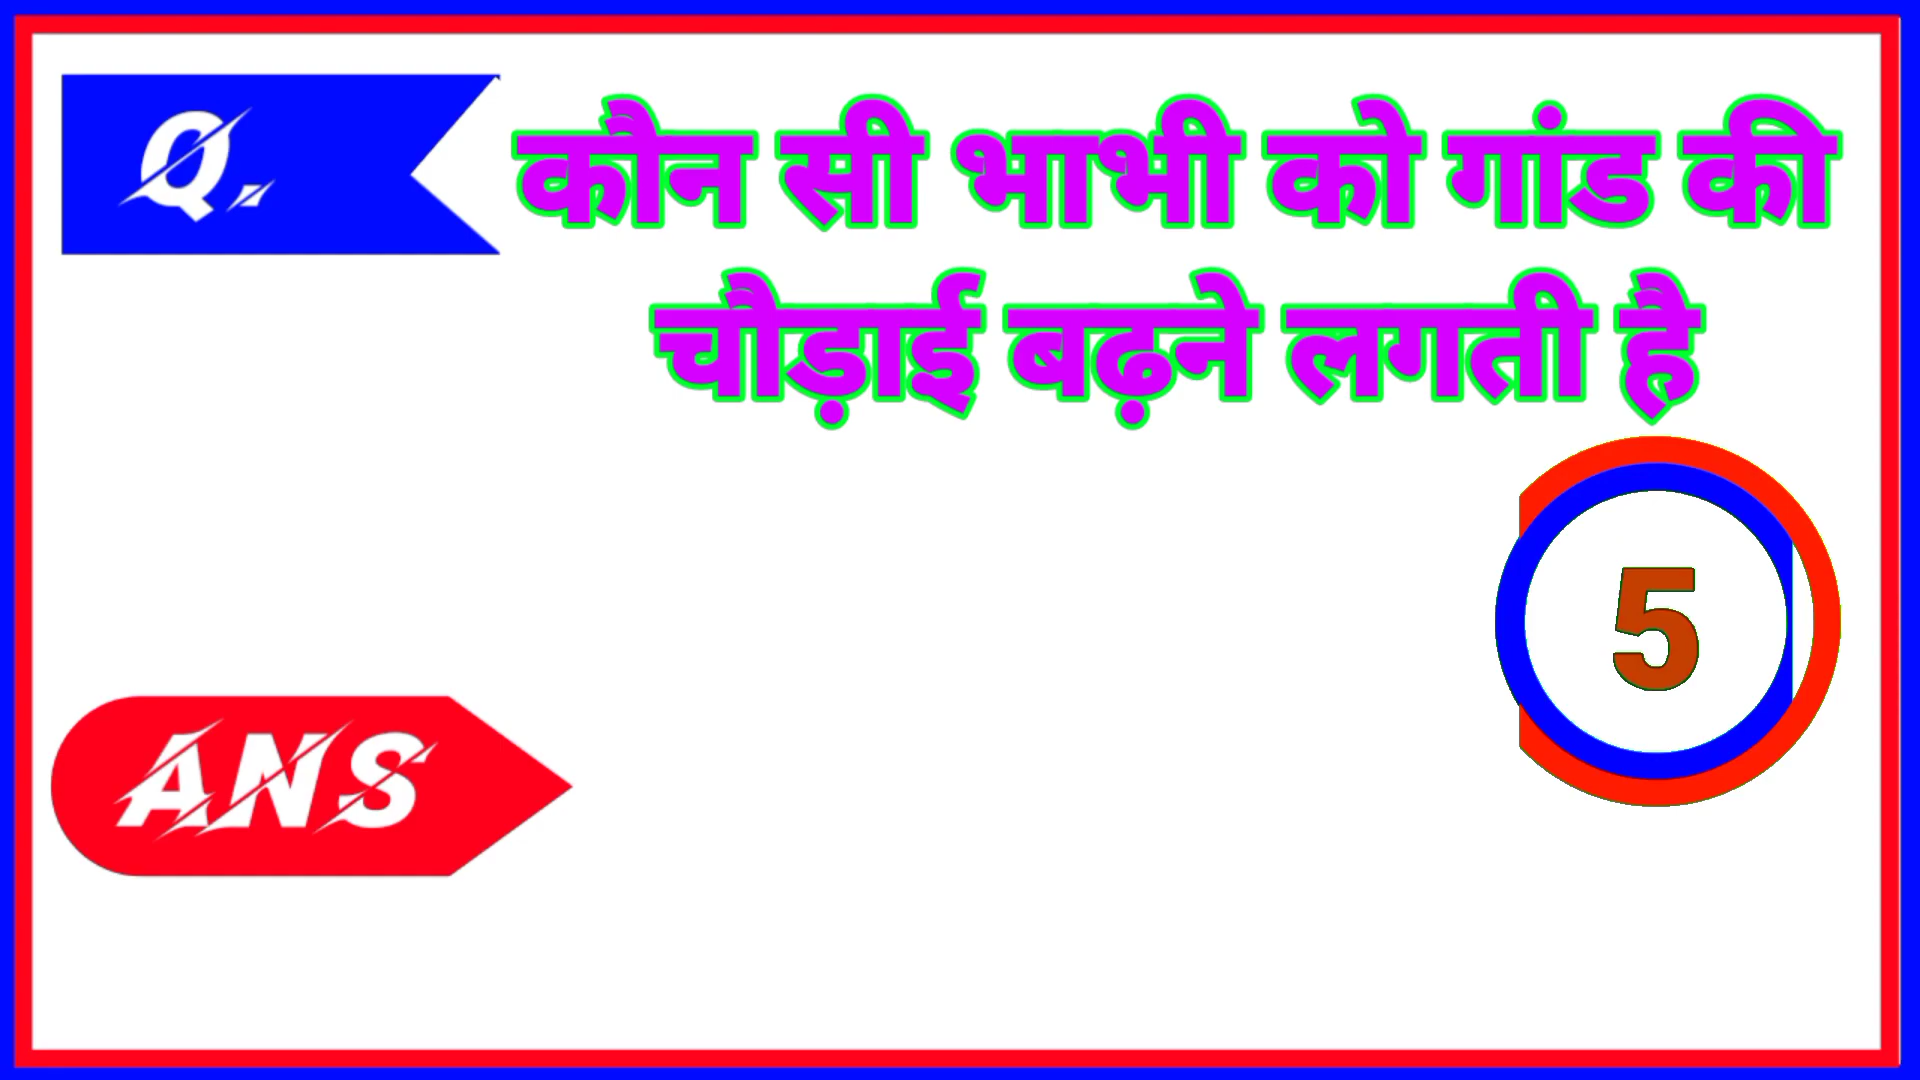 Q.
कौन सी भाभी को गांड की
चौड़ाई बढ़ने लगती है
5
ANS